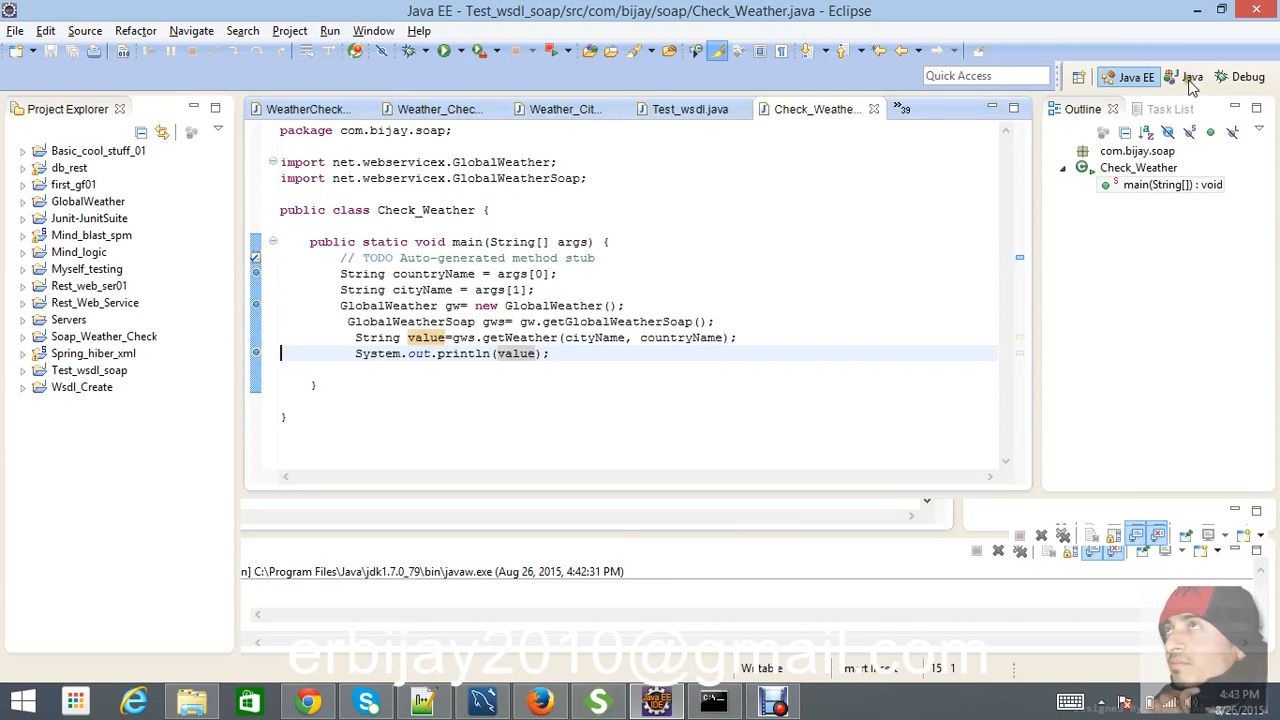 Java EE - Test_wsdl_soap/src/com/bijay/soap/Check_Weather.java - Eclipse
File Edit Source Refactor Navigate Search Project Run Window Help
Quick Access
Java EE
Java
Debug
Project Explorer
Basic_cool_stuff_01
db_rest
first_gf01
GlobalWeather
Junit-JunitSuite
Mind_blast_spm
Mind_logic
Myself_testing
Rest_web_ser01
Rest_Web_Service
Servers
Soap_Weather_Check
Spring_hiber_xml
Test_wsdl_soap
Wsdl_Create
WeatherCheck...
Weather_Chec...
Weather_Cit...
Test_wsdl.java
Check_Weathe...
39
package com.bijay.soap;
import net.webservicex.GlobalWeather;
import net.webservicex.GlobalWeatherSoap;
public class Check_Weather {
public static void main(String[] args) {
// TODO Auto-generated method stub
String countryName = args[0];
String cityName = args[1];
GlobalWeather gw= new GlobalWeather();
GlobalWeatherSoap gws= gw.getGlobalWeatherSoap();
String value=gws.getWeather(cityName, countryName);
System.out.println(value);
}
}
Outline
Task List
com.bijay.soap
Check_Weather
main(String[]) : void
n] C:\Program Files\Java\jdk1.7.0_79\bin\javaw.exe (Aug 26, 2015, 4:42:31 PM)
erbijay2010@gmail.com
15 1
4:43 PM
8/26/2015